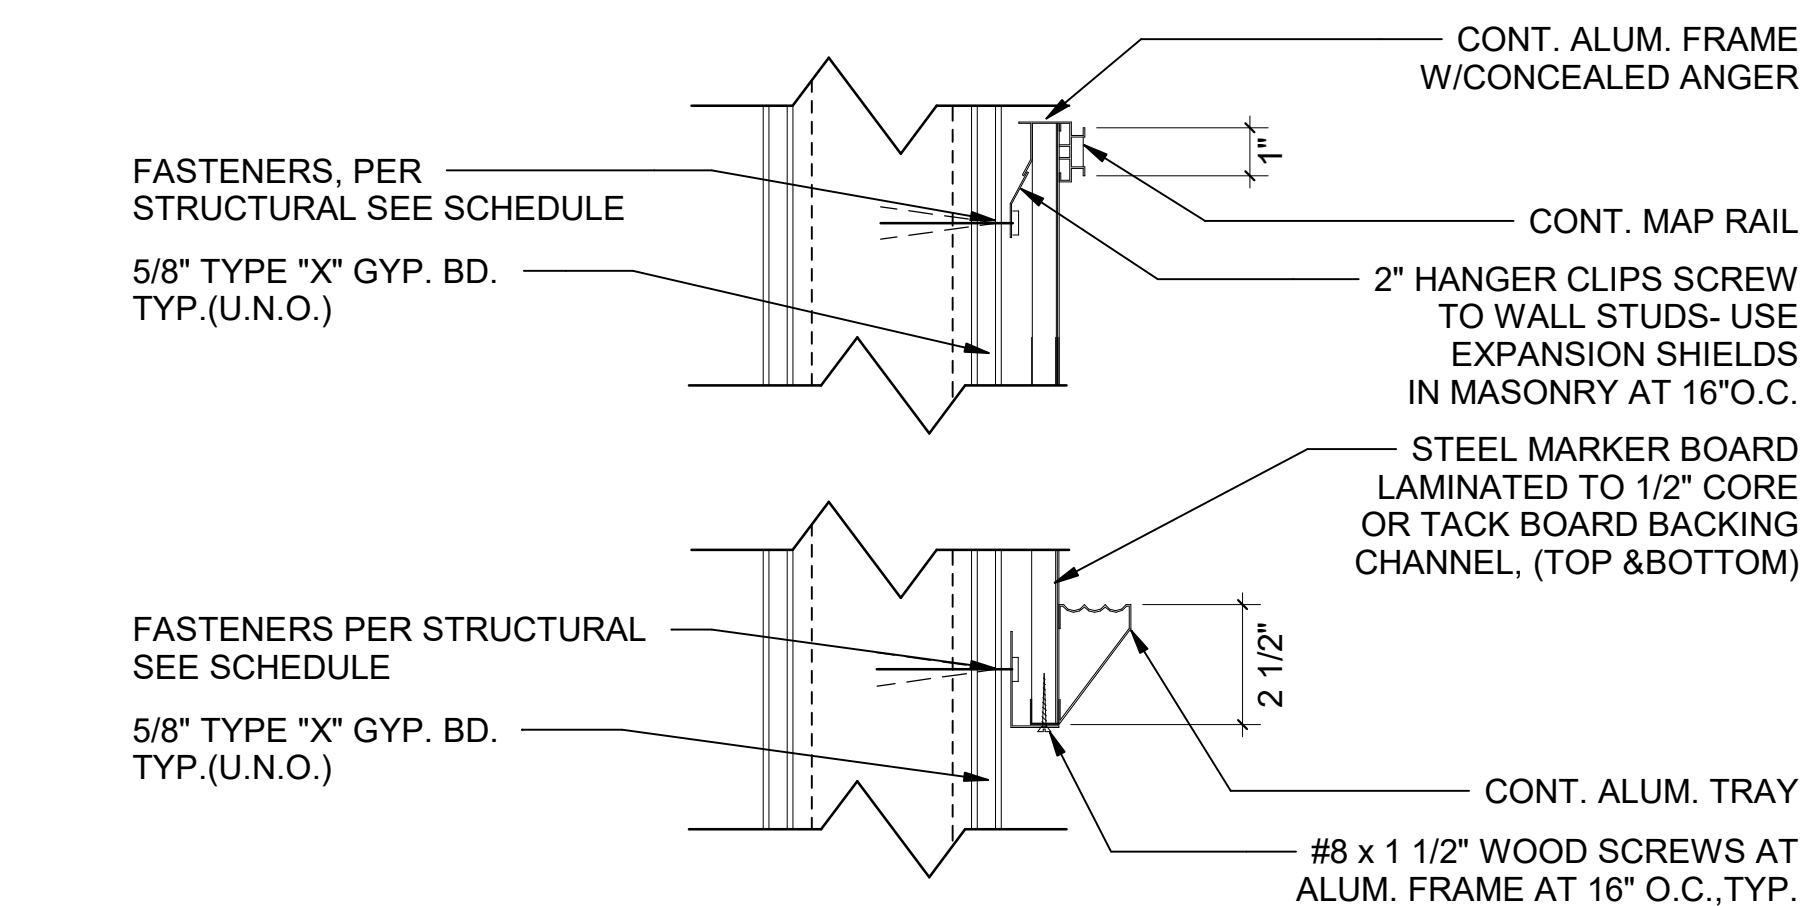 CONT. ALUM. FRAME
W/CONCEALED ANGER
1"
FASTENERS, PER
STRUCTURAL SEE SCHEDULE
CONT. MAP RAIL
5/8" TYPE "X" GYP. BD.
TYP.(U.N.O.)
2" HANGER CLIPS SCREW
TO WALL STUDS- USE
EXPANSION SHIELDS
IN MASONRY AT 16"O.C.
STEEL MARKER BOARD
LAMINATED TO 1/2" CORE
OR TACK BOARD BACKING
CHANNEL, (TOP &BOTTOM)
FASTENERS PER STRUCTURAL
SEE SCHEDULE
2 1/2"
5/8" TYPE "X" GYP. BD.
TYP.(U.N.O.)
CONT. ALUM. TRAY
#8 x 1 1/2" WOOD SCREWS AT
ALUM. FRAME AT 16" O.C.,TYP.